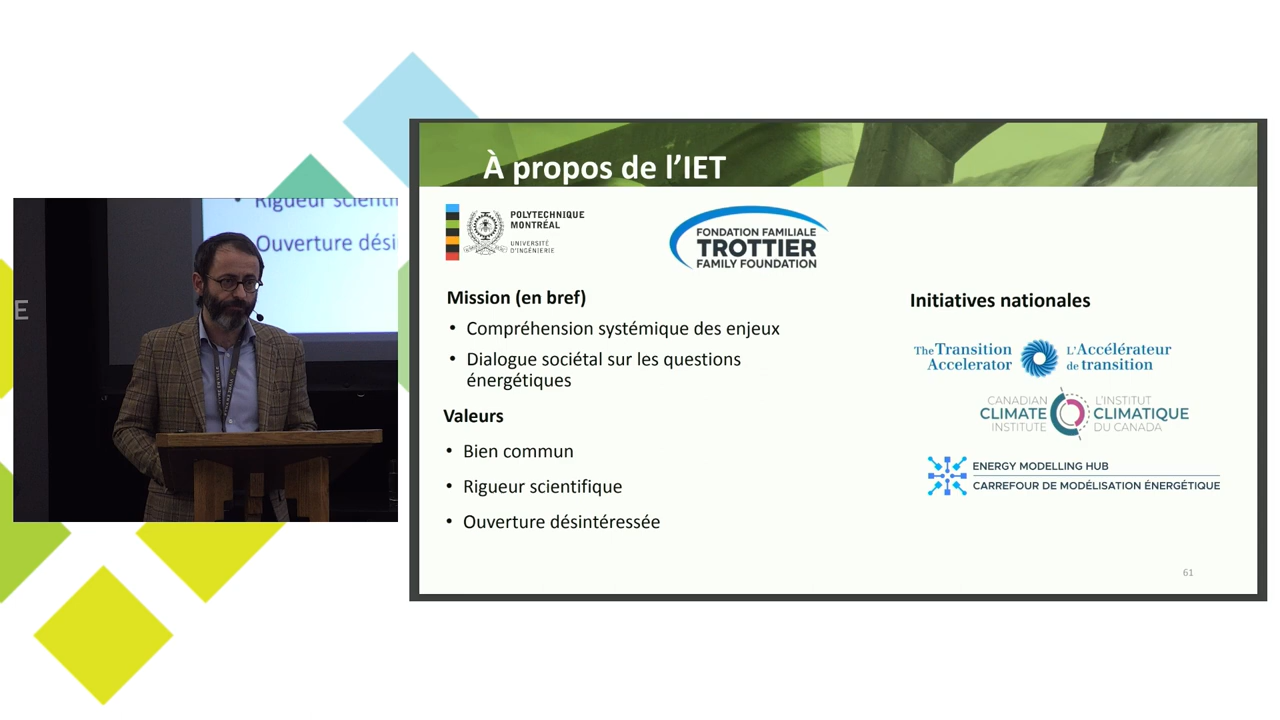 Rigueur scientif
Ouverture dési
E
À propos de l'IET
POLYTECHNIQUE
MONTRÉAL
UNIVERSITÉ
D'INGÉNIERIE
FONDATION FAMILIALE
TROTTIER
FAMILY FOUNDATION
Mission (en bref)
• Compréhension systémique des enjeux
• Dialogue sociétal sur les questions
énergétiques
Valeurs
• Bien commun
• Rigueur scientifique
• Ouverture désintéressée
Initiatives nationales
The Transition
Accelerator
L'Accélérateur
de transition
CANADIAN
CLIMATE
INSTITUTE
L'INSTITUT
CLIMATIQUE
DU CANADA
ENERGY MODELLING HUB
CARREFOUR DE MODÉLISATION ÉNERGÉTIQUE
61